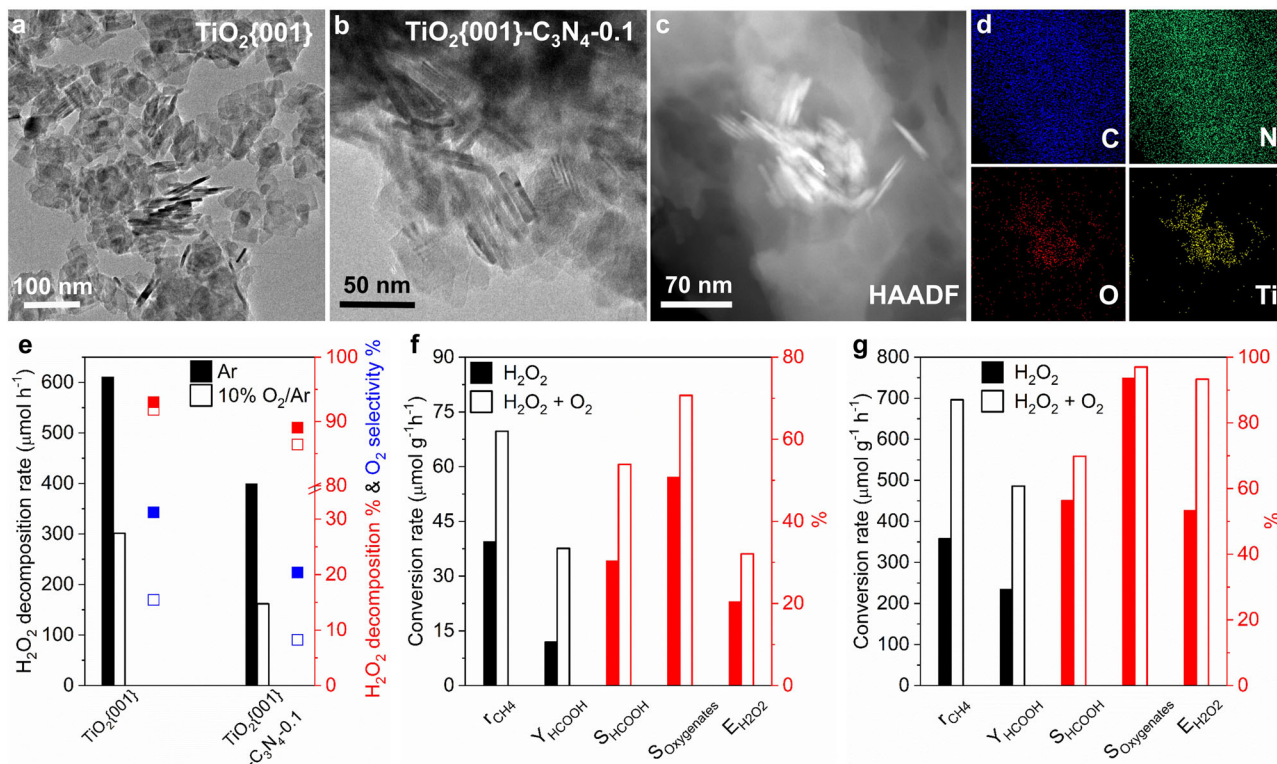 a
TiO2{001}
100 nm
b
TiO2{001}-C3N4-0.1
50 nm
c
70 nm
HAADF
d
C
N
O
Ti
e
H2O2 decomposition rate (μmol h-1)
600
500
400
300
200
100
0
Ar
10% O2/Ar
100
90
80
30
20
10
0
H2O2 decomposition % & O2 selectivity %
TiO2{001}
TiO2{001}
-C3N4-0.1
f
Conversion rate (μmol g-1h-1)
90
75
60
45
30
15
0
H2O2
H2O2 + O2
80
60
40
20
0
%
rCH4
YHCOOH
SHCOOH
SOxygenates
EH2O2
g
Conversion rate (μmol g-1 h-1)
800
700
600
500
400
300
200
100
0
H2O2
H2O2 + O2
100
80
60
40
20
0
%
rCH4
YHCOOH
SHCOOH
SOxygenates
EH2O2